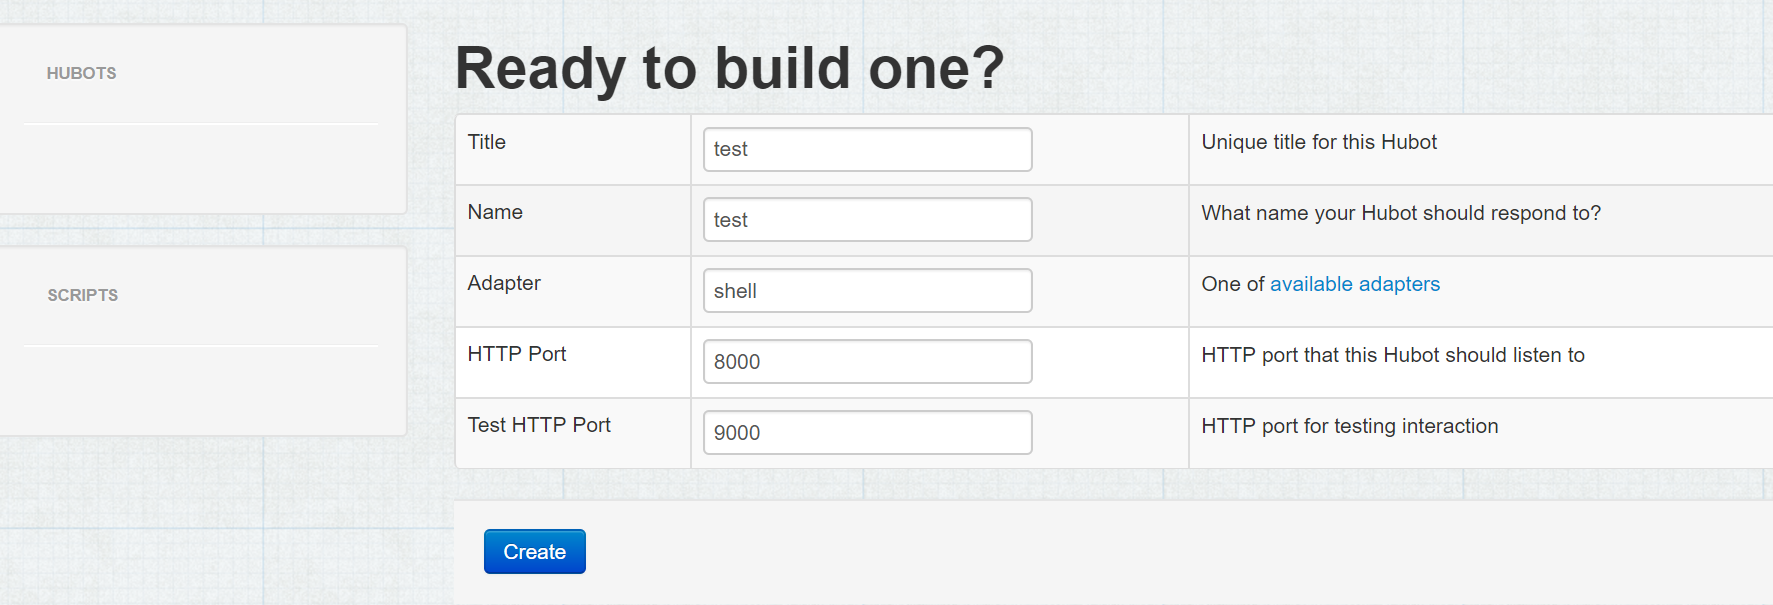 HUBOTS
SCRIPTS
Ready to build one?
Title test Unique title for this Hubot
Name test What name your Hubot should respond to?
Adapter shell One of available adapters
HTTP Port 8000 HTTP port that this Hubot should listen to
Test HTTP Port 9000 HTTP port for testing interaction
Create